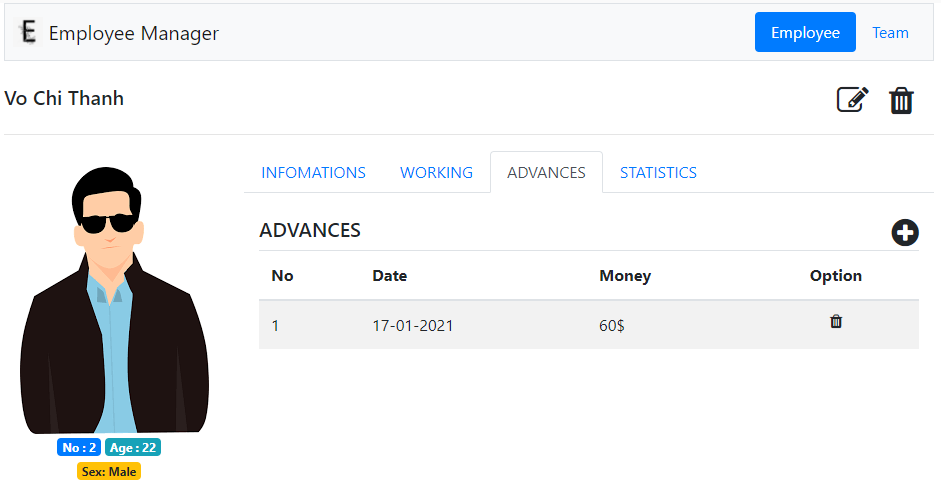 E Employee Manager Employee Team
Vo Chi Thanh
INFOMATIONS WORKING ADVANCES STATISTICS
ADVANCES
No Date Money Option
1 17-01-2021 60$
No : 2 Age : 22
Sex: Male